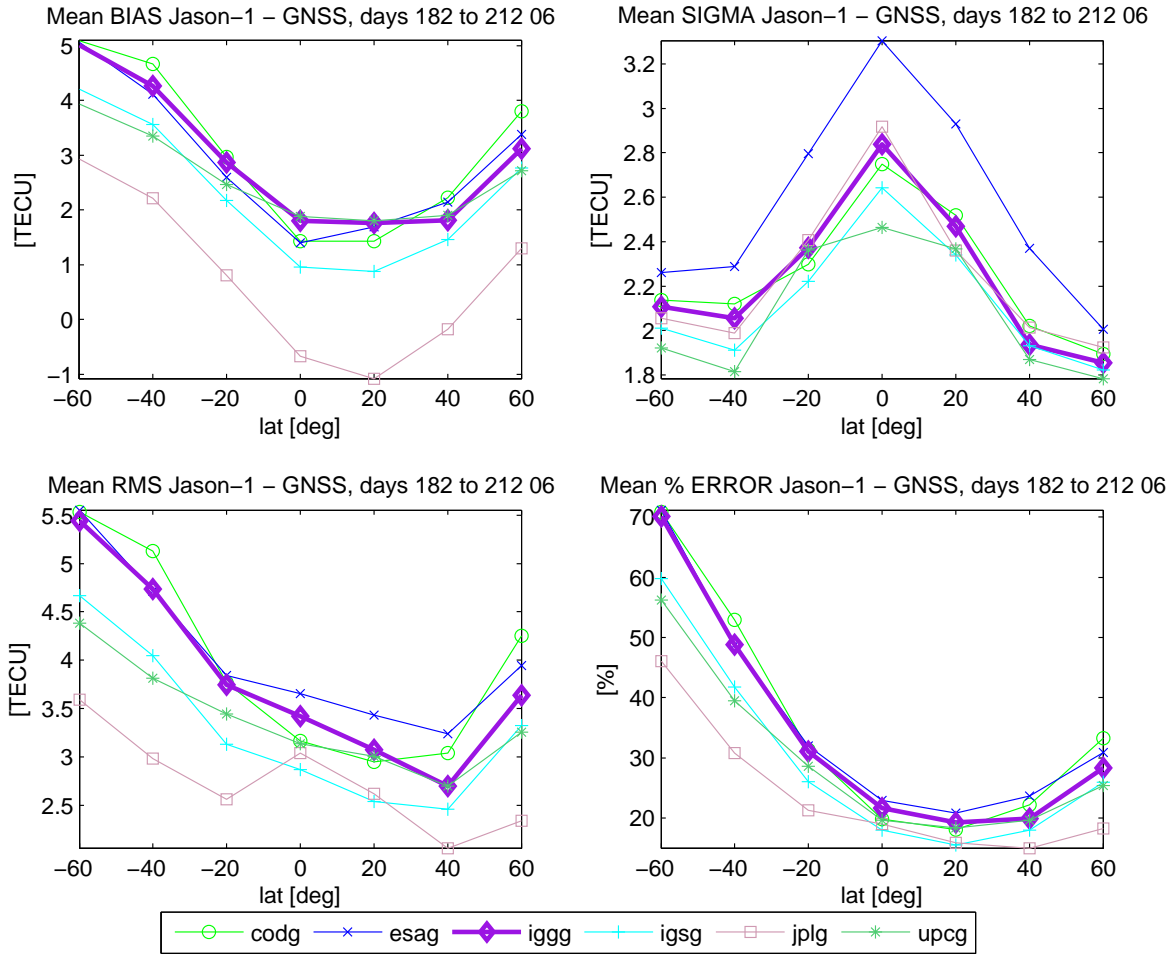 Mean BIAS Jason−1 − GNSS, days 182 to 212 06
5
4
3
2
1
0
−1
[TECU]
−60 −40 −20 0 20 40 60
lat [deg]
Mean SIGMA Jason−1 − GNSS, days 182 to 212 06
3.2
3
2.8
2.6
2.4
2.2
2
1.8
[TECU]
−60 −40 −20 0 20 40 60
lat [deg]
Mean RMS Jason−1 − GNSS, days 182 to 212 06
5.5
5
4.5
4
3.5
3
2.5
[TECU]
−60 −40 −20 0 20 40 60
lat [deg]
Mean % ERROR Jason−1 − GNSS, days 182 to 212 06
70
60
50
40
30
20
[%]
−60 −40 −20 0 20 40 60
lat [deg]
codg esag iggg igsg jplg upcg